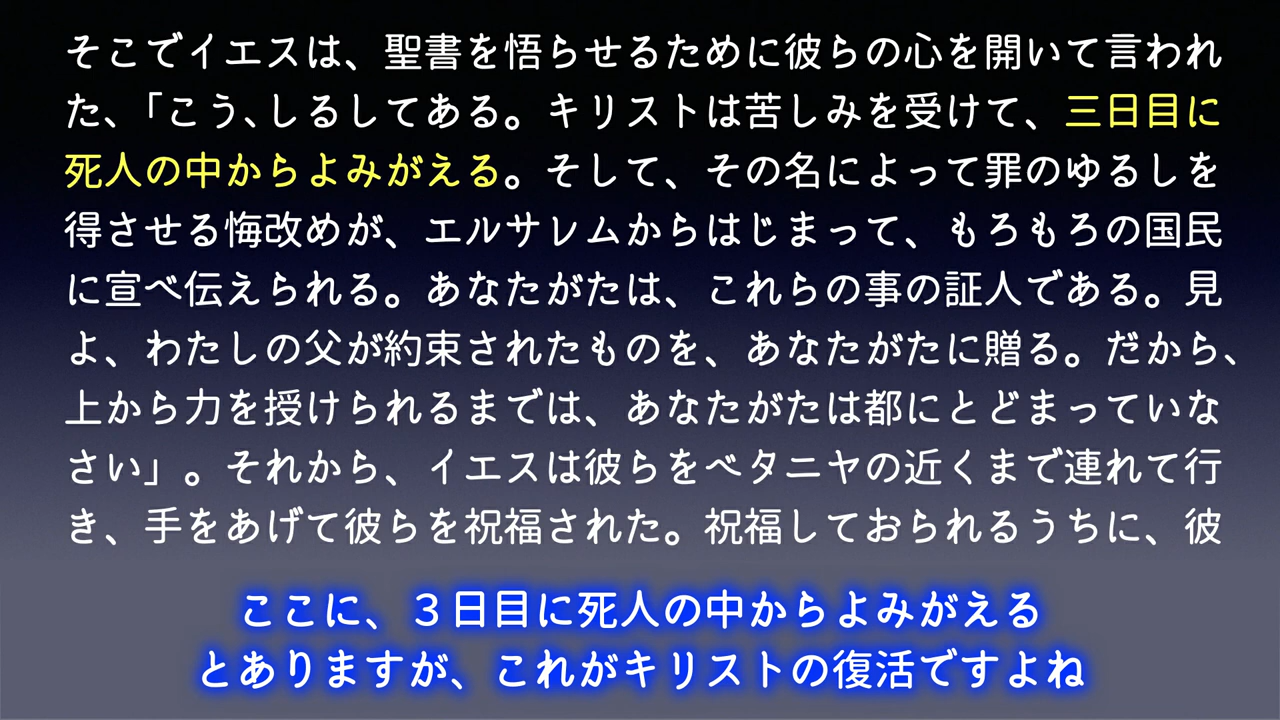 そこでイエスは、聖書を悟らせるために彼らの心を開いて言われ
た、「こう､しるしてある。キリストは苦しみを受けて、三日目に
死人の中からよみがえる。そして、その名によって罪のゆるしを
得させる悔改めが、エルサレムからはじまって、もろもろの国民
に宣べ伝えられる。あなたがたは、これらの事の証人である。見
よ、わたしの父が約束されたものを、あなたがたに贈る。だから、
上から力を授けられるまでは、あなたがたは都にとどまっていな
さい」。それから、イエスは彼らをベタニヤの近くまで連れて行
き、手をあげて彼らを祝福された。祝福しておられるうちに、彼
ここに、３日目に死人の中からよみがえる
とありますが、これがキリストの復活ですよね